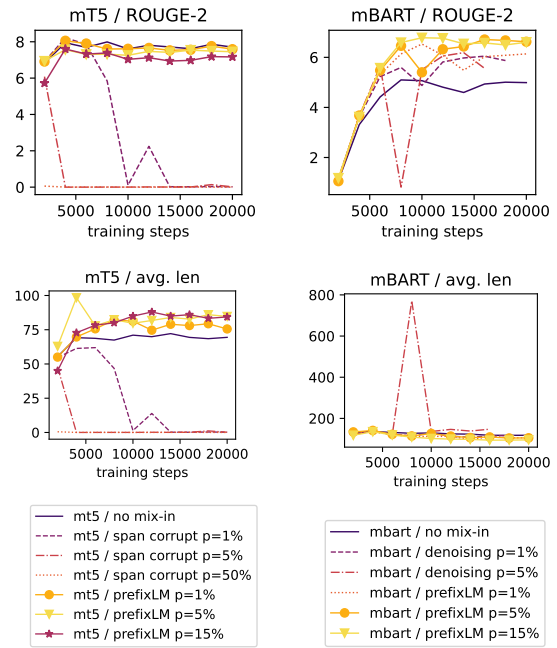 mT5 / ROUGE-2
8
6
4
2
0
5000 10000 15000 20000
training steps
mBART / ROUGE-2
6
4
2
5000 10000 15000 20000
training steps
mT5 / avg. len
100
75
50
25
0
5000 10000 15000 20000
training steps
mBART / avg. len
800
600
400
200
5000 10000 15000 20000
training steps
mt5 / no mix-in
mt5 / span corrupt p=1%
mt5 / span corrupt p=5%
mt5 / span corrupt p=50%
mt5 / prefixLM p=1%
mt5 / prefixLM p=5%
mt5 / prefixLM p=15%
mbart / no mix-in
mbart / denoising p=1%
mbart / denoising p=5%
mbart / prefixLM p=1%
mbart / prefixLM p=5%
mbart / prefixLM p=15%